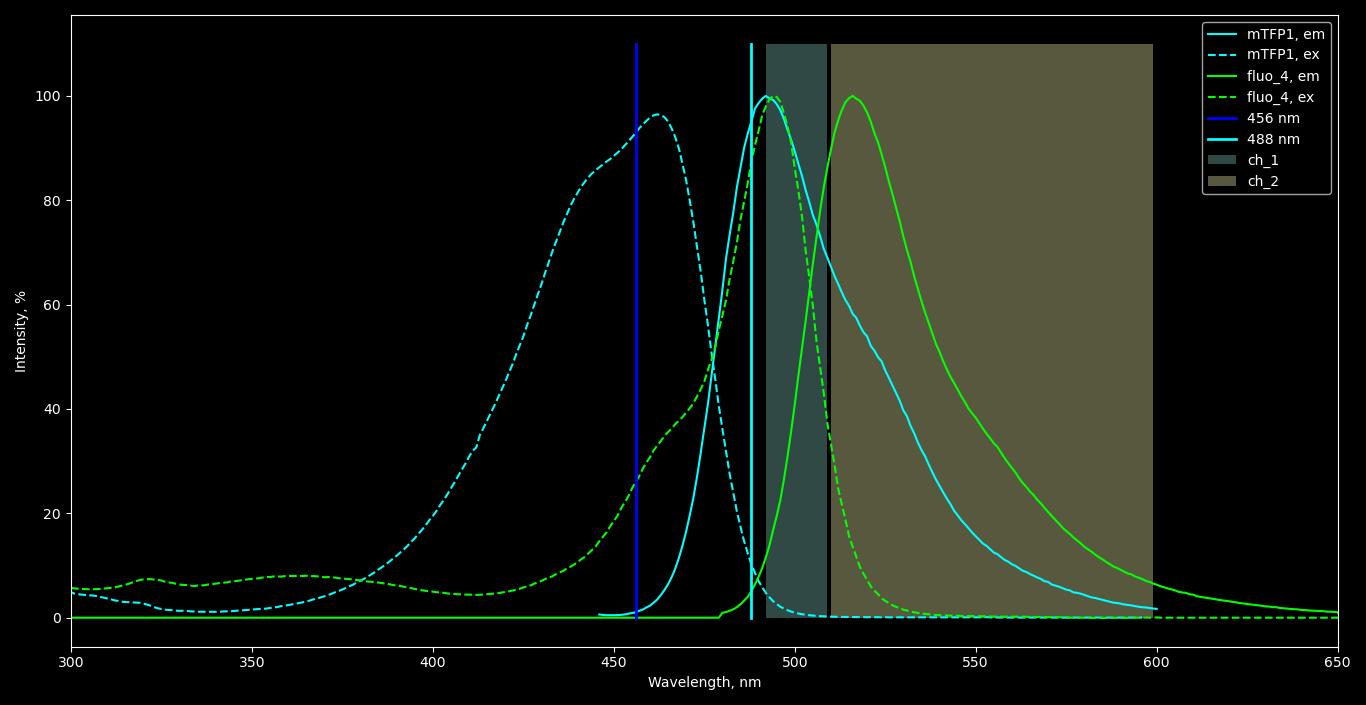 mTFP1, em
mTFP1, ex
fluo_4, em
fluo_4, ex
456 nm
488 nm
ch_1
ch_2
Intensity, %
100
80
60
40
20
0
300 350 400 450 500 550 600 650
Wavelength, nm